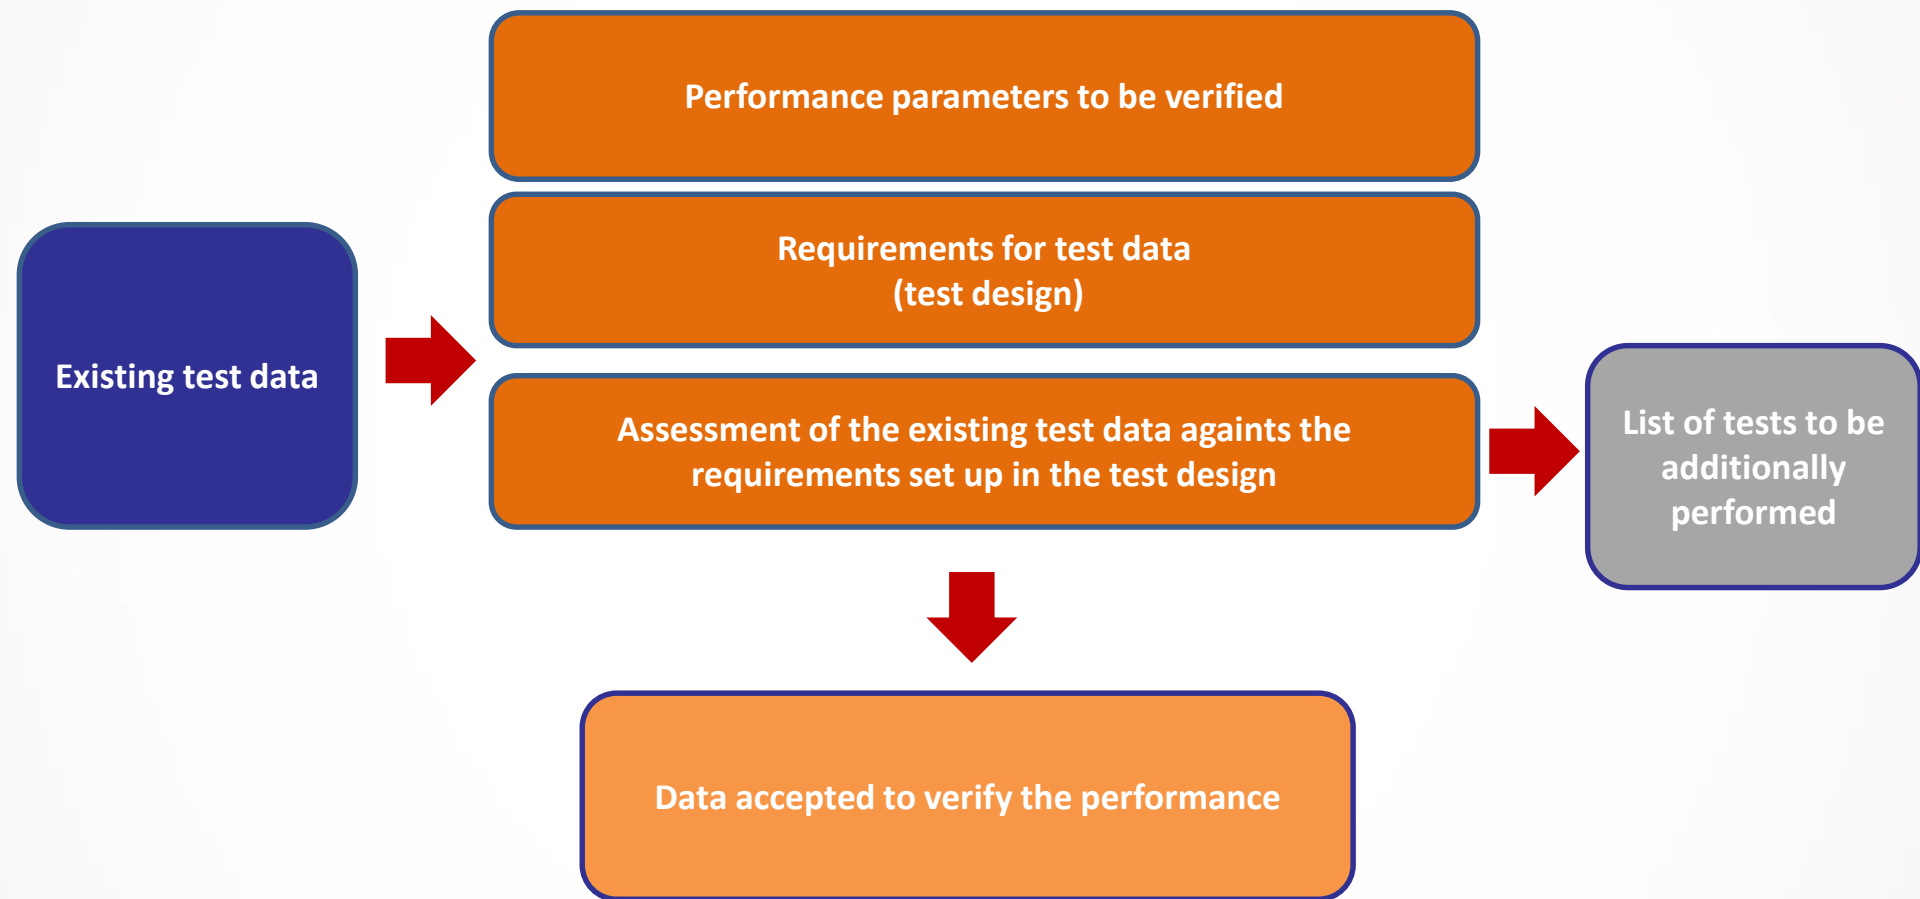 Performance parameters to be verified
Requirements for test data
(test design)
Existing test data
Assessment of the existing test data againts the
requirements set up in the test design
List of tests to be
additionally
performed
Data accepted to verify the performance